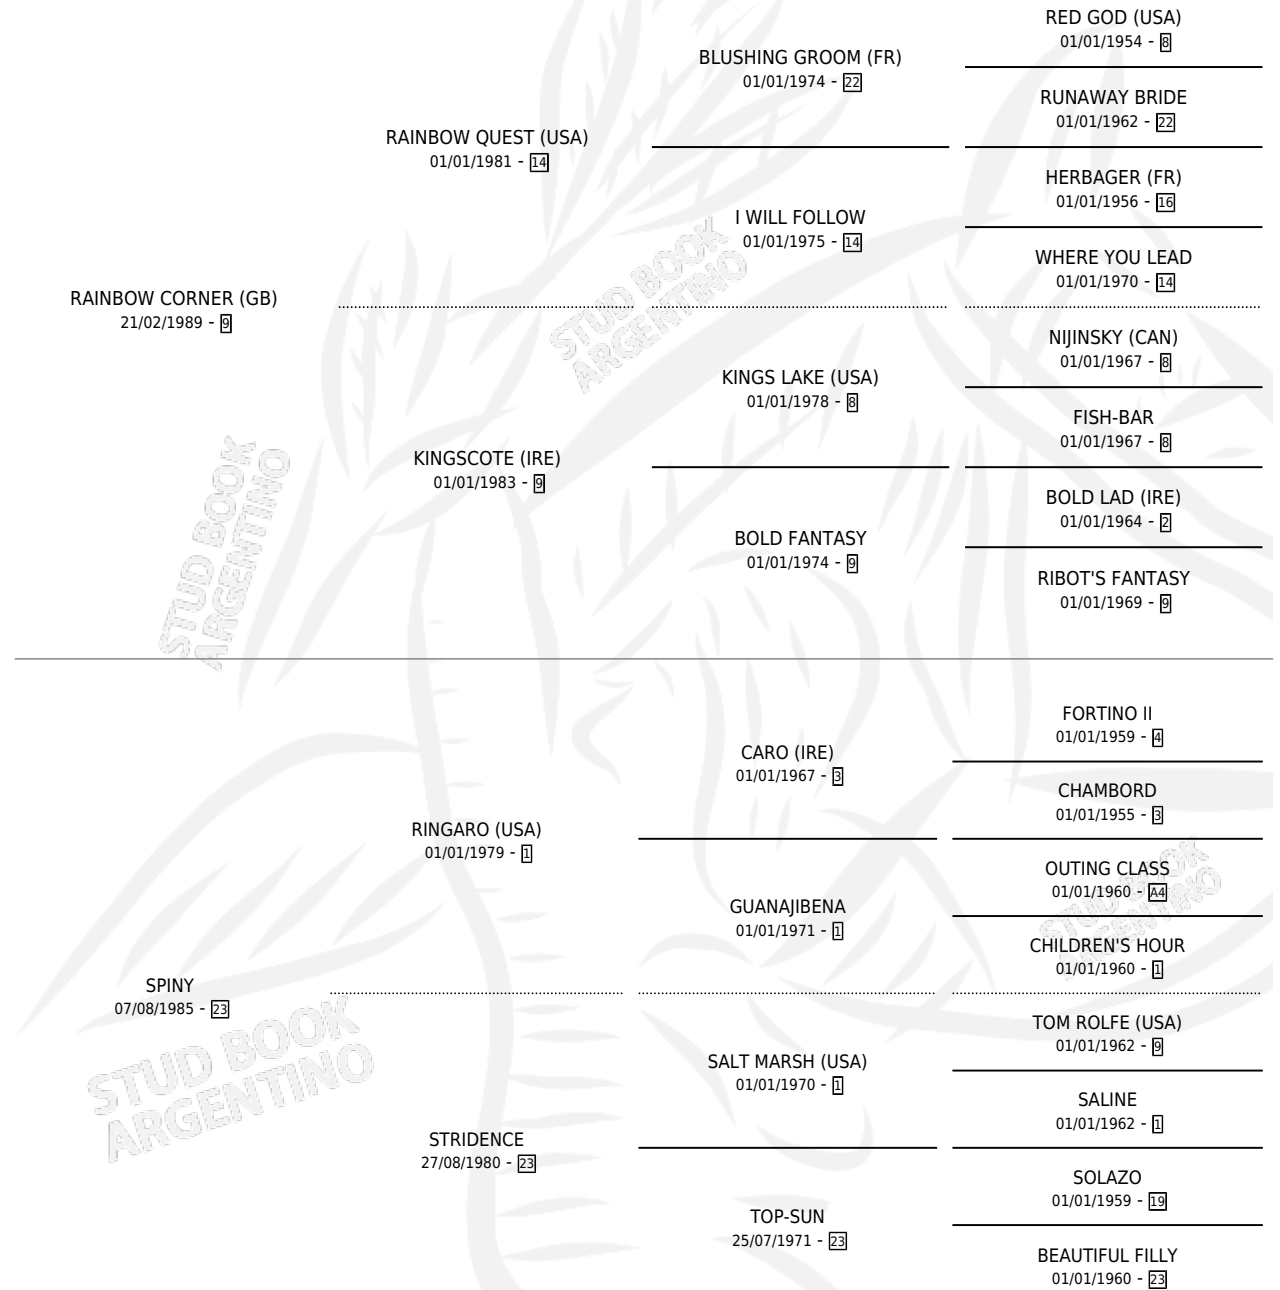 RED GOD (USA)
01/01/1954 - 8
BLUSHING GROOM (FR)
01/01/1974 - 22
RUNAWAY BRIDE
01/01/1962 - 22
RAINBOW QUEST (USA)
01/01/1981 - 14
HERBAGER (FR)
01/01/1956 - 16
I WILL FOLLOW
01/01/1975 - 14
WHERE YOU LEAD
01/01/1970 - 14
RAINBOW CORNER (GB)
21/02/1989 - 9
STUD BOOK
ARGENTINO
NIJINSKY (CAN)
01/01/1967 - 8
KINGS LAKE (USA)
01/01/1978 - 8
FISH-BAR
01/01/1967 - 8
KINGSCOTE (IRE)
01/01/1983 - 9
BOLD LAD (IRE)
01/01/1964 - 2
BOLD FANTASY
01/01/1974 - 9
RIBOT'S FANTASY
01/01/1969 - 9
STUD BOOK
ARGENTINO
FORTINO II
01/01/1959 - 4
CARO (IRE)
01/01/1967 - 3
CHAMBORD
01/01/1955 - 3
RINGARO (USA)
01/01/1979 - 1
OUTING CLASS
01/01/1960 - A4
GUANAJIBENA
01/01/1971 - 1
CHILDREN'S HOUR
01/01/1960 - 1
STUD BOOK
ARGENTINO
SPINY
07/08/1985 - 23
TOM ROLFE (USA)
01/01/1962 - 9
SALT MARSH (USA)
01/01/1970 - 1
SALINE
01/01/1962 - 1
STUD BOOK
ARGENTINO
STRIDENCE
27/08/1980 - 23
SOLAZO
01/01/1959 - 19
TOP-SUN
25/07/1971 - 23
BEAUTIFUL FILLY
01/01/1960 - 23